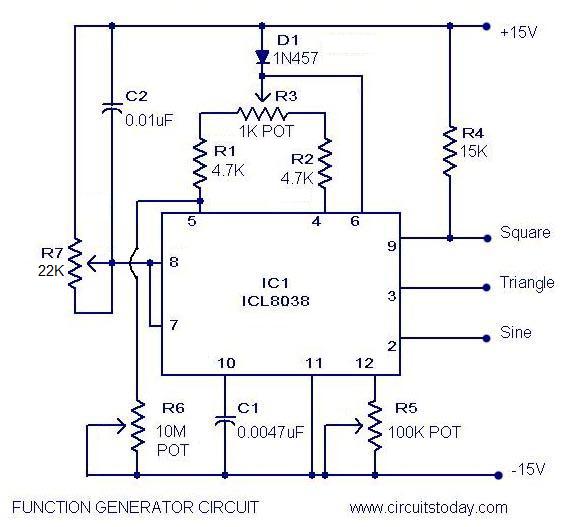 +15V
D1
1N457
C2
0.01uF
R3
1K POT
R1
4.7K
R2
4.7K
R4
15K
5
4
6
R7
22K
8
7
IC1
ICL8038
9
Square
3
Triangle
2
Sine
10
11
12
R6
10M
POT
C1
0.0047uF
R5
100K POT
-15V
FUNCTION GENERATOR CIRCUIT
www.circuitstoday.com